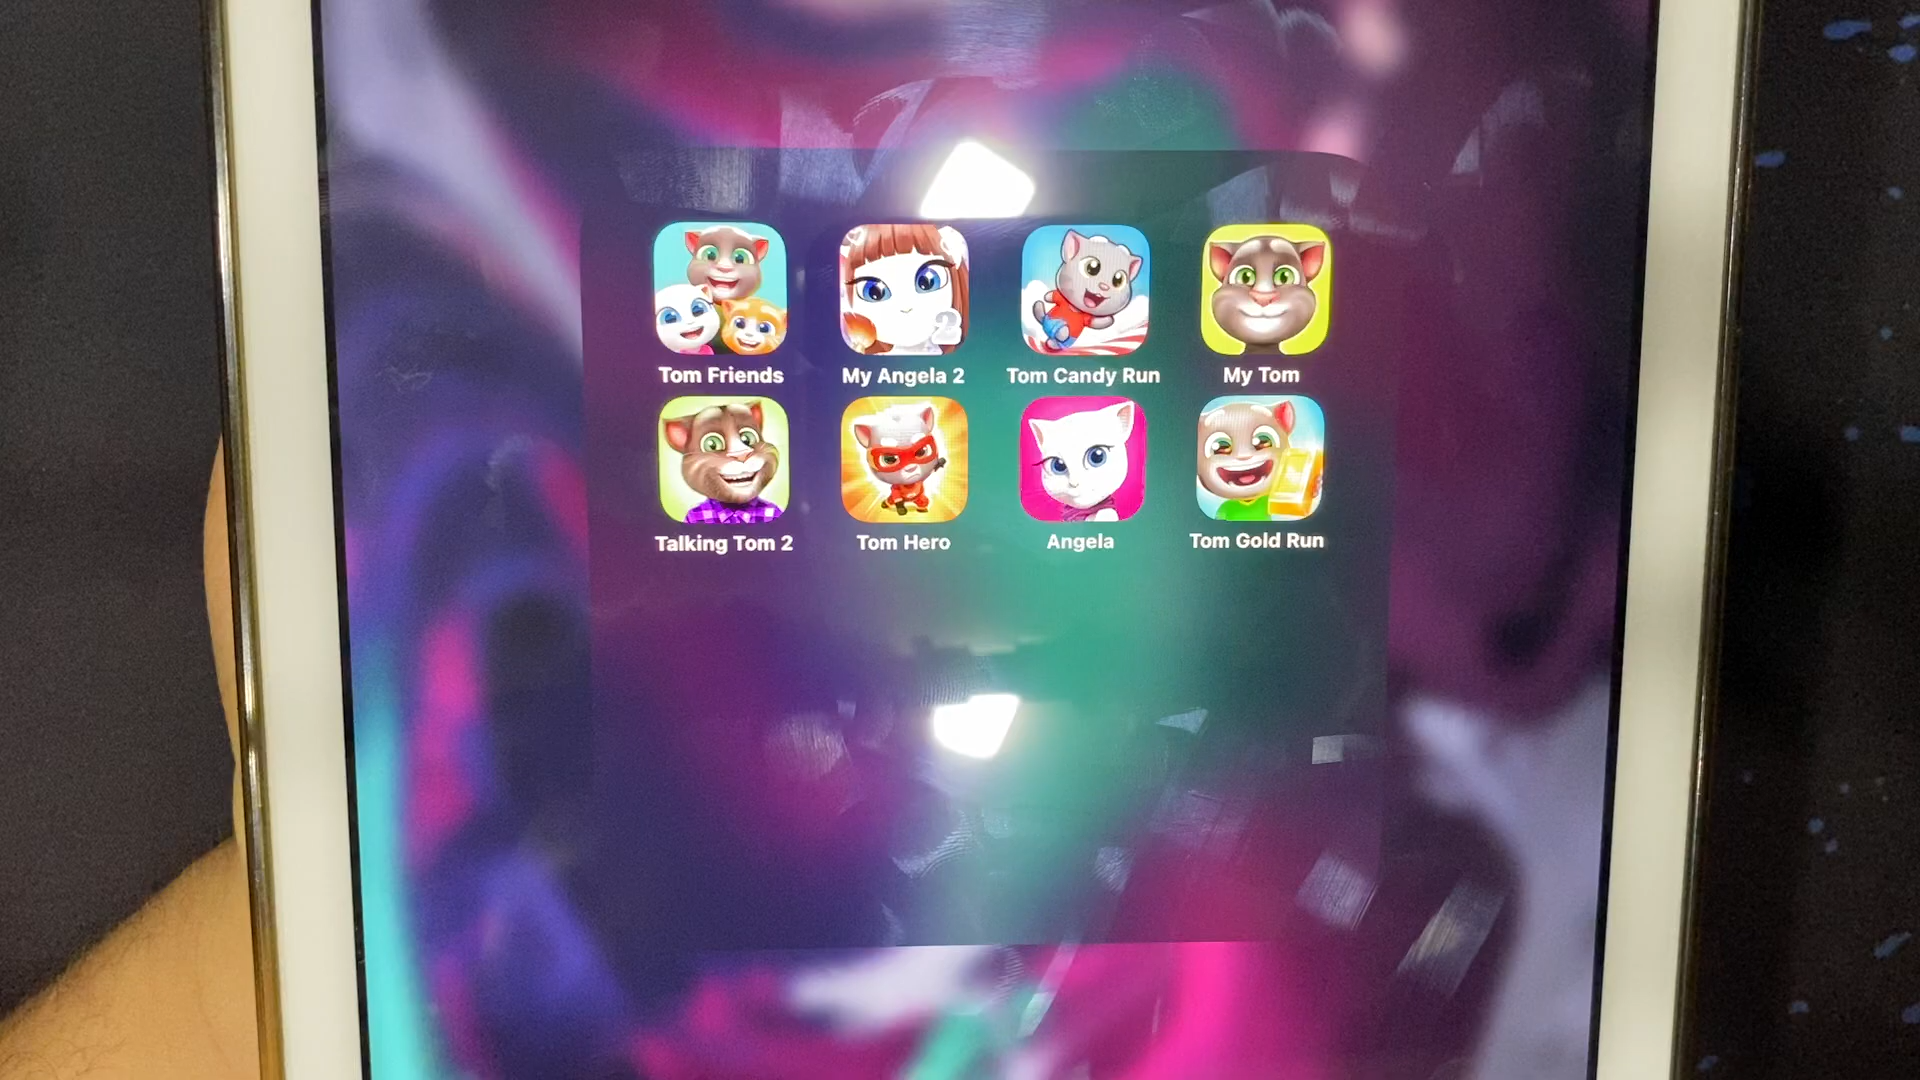 Tom Friends
My Angela 2
Tom Candy Run
My Tom
Talking Tom 2
Tom Hero
Angela
Tom Gold Run